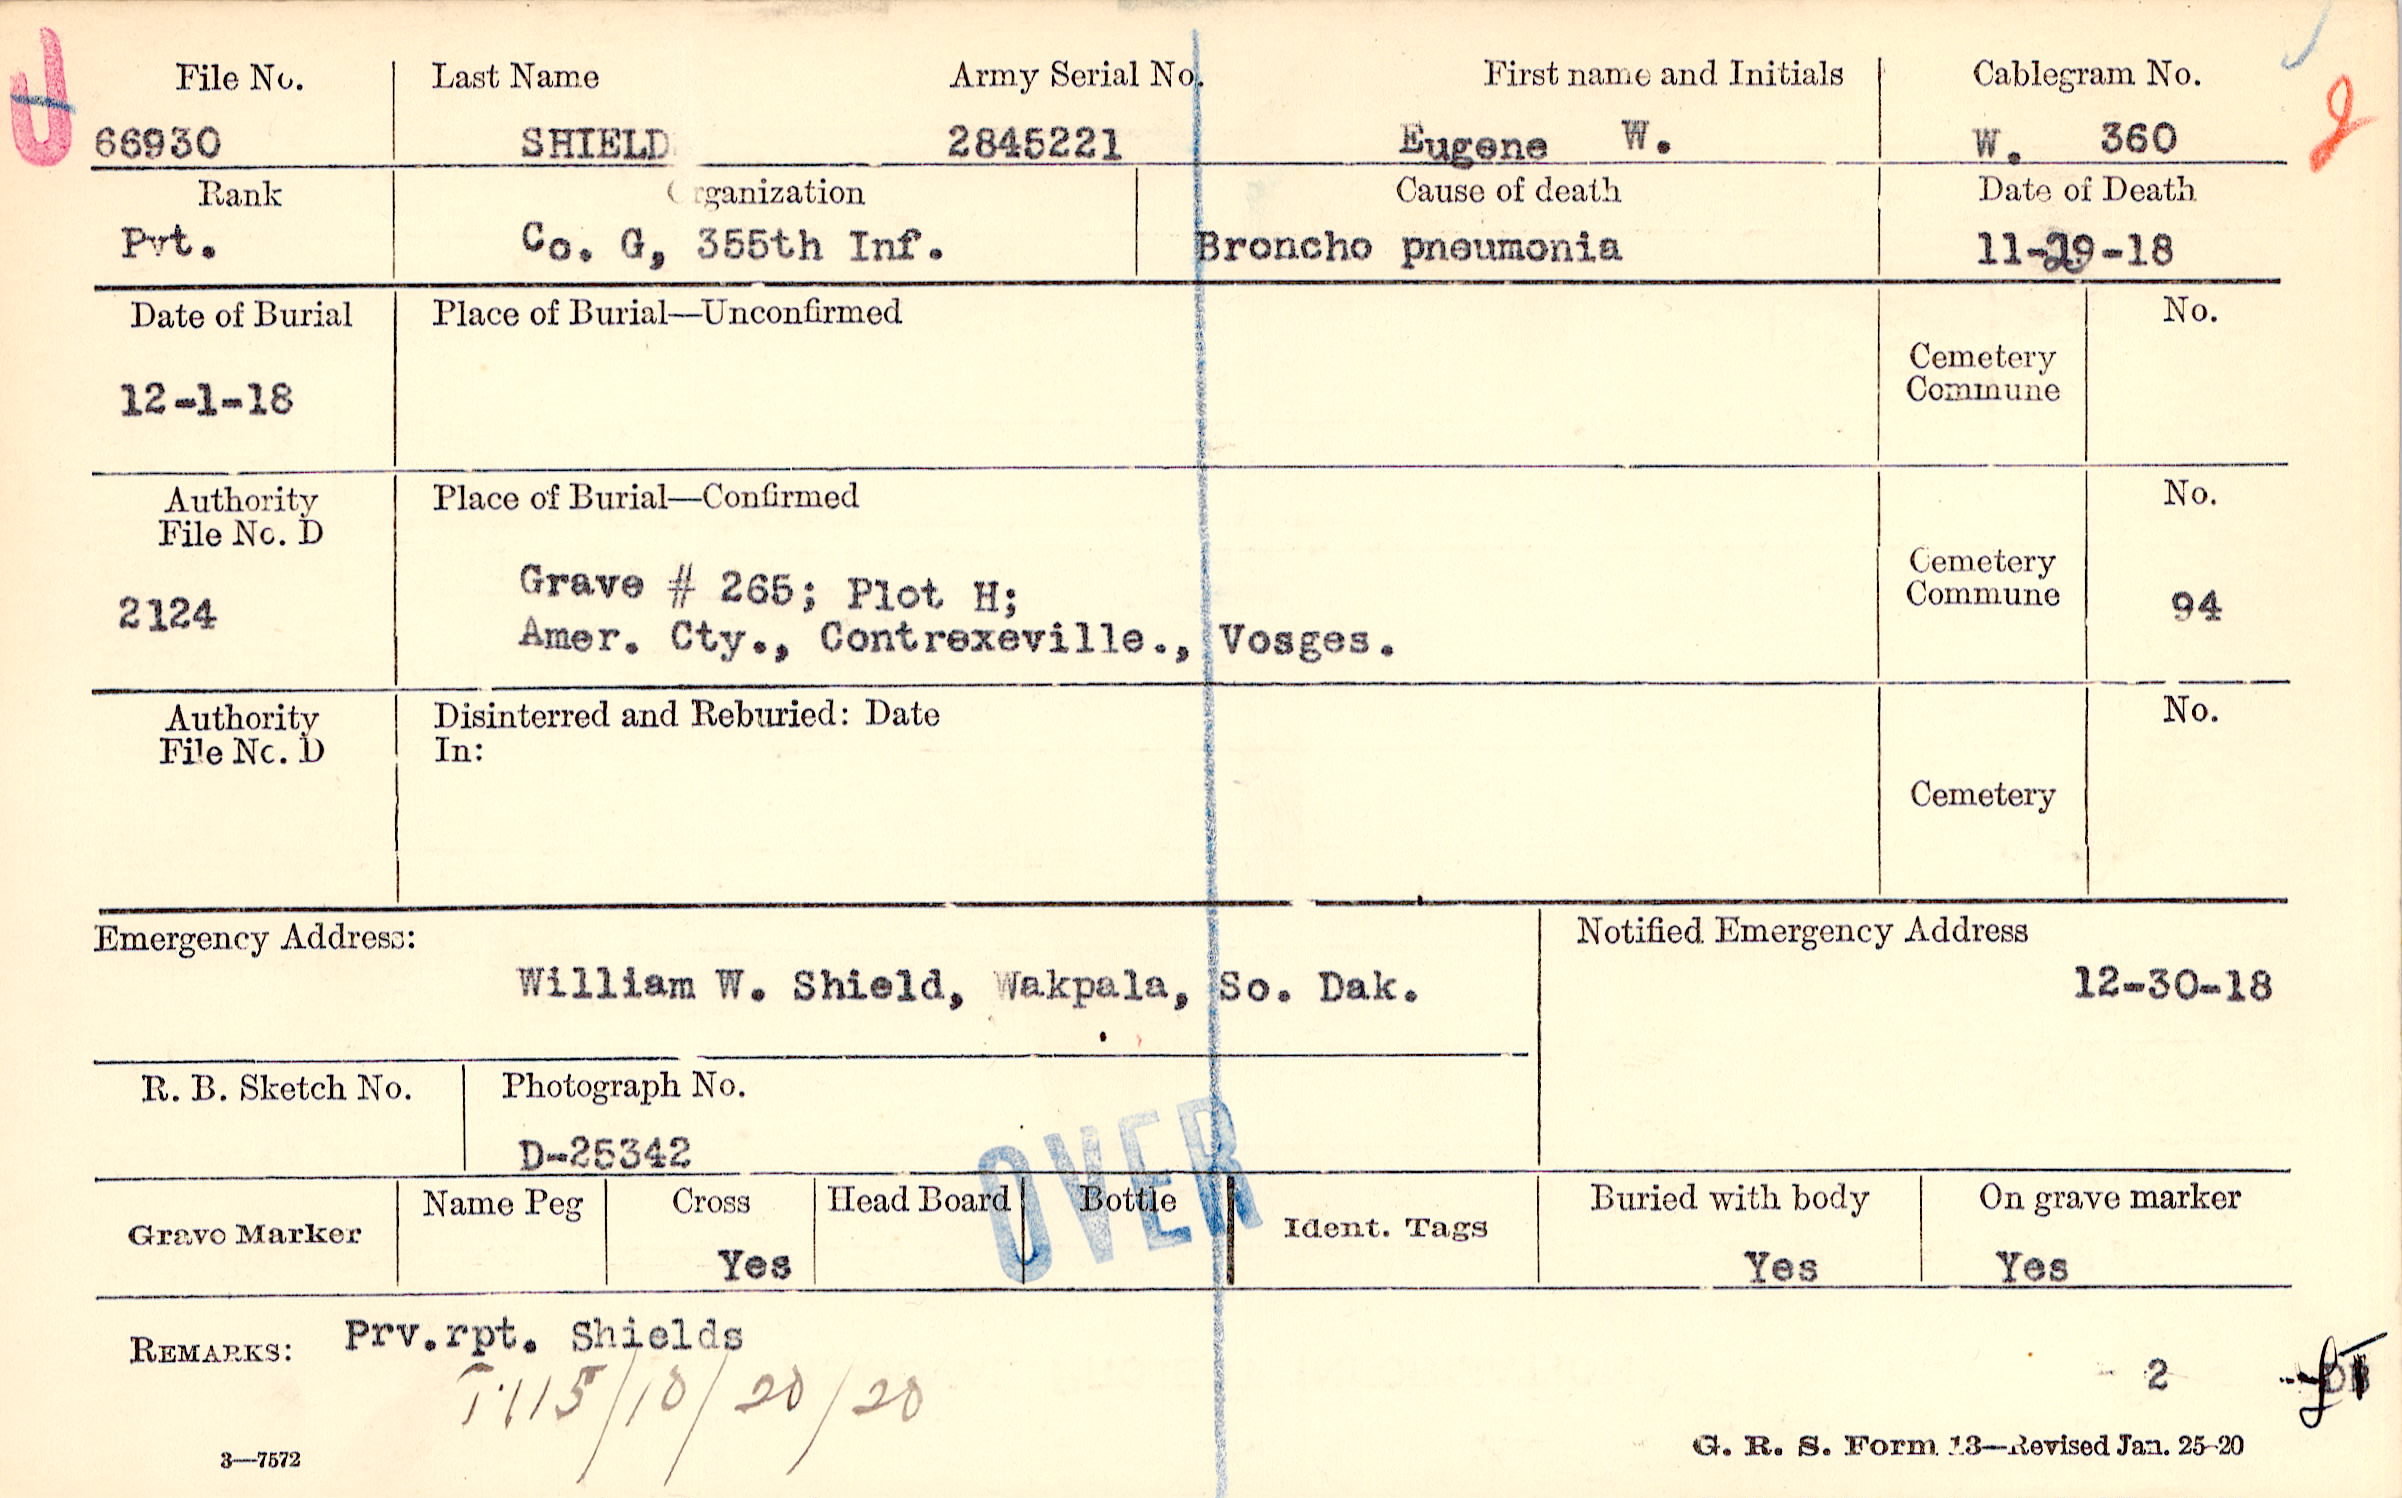 File No. Last Name Army Serial No. First name and Initials Cablegram No.
66930 SHIELD 2845221 Eugene W. W. 360
Rank Organization Cause of death Date of Death
Pvt. Co. G, 355th Inf. Broncho pneumonia 11-29-18
Date of Burial Place of Burial—Unconfirmed No.
Cemetery
Commune
12-1-18
Authority Place of Burial—Confirmed No.
File No. D
Cemetery
Grave # 265; Plot H; Commune
2124 94
Amer. Cty., Contrexeville., Vosges.
Authority Disinterred and Reburied: Date No.
File No. D In:
Cemetery
Emergency Address: Notified Emergency Address
William W. Shield, Wakpala, So. Dak. 12-30-18
R. B. Sketch No. Photograph No.
D-25342
OVER
Grave Marker Name Peg Cross Head Board Bottle Ident. Tags Buried with body On grave marker
Yes Yes Yes
REMARKS: Prv.rpt. Shields
2
3—7572 G. R. S. Form 13—Revised Jan. 25-20